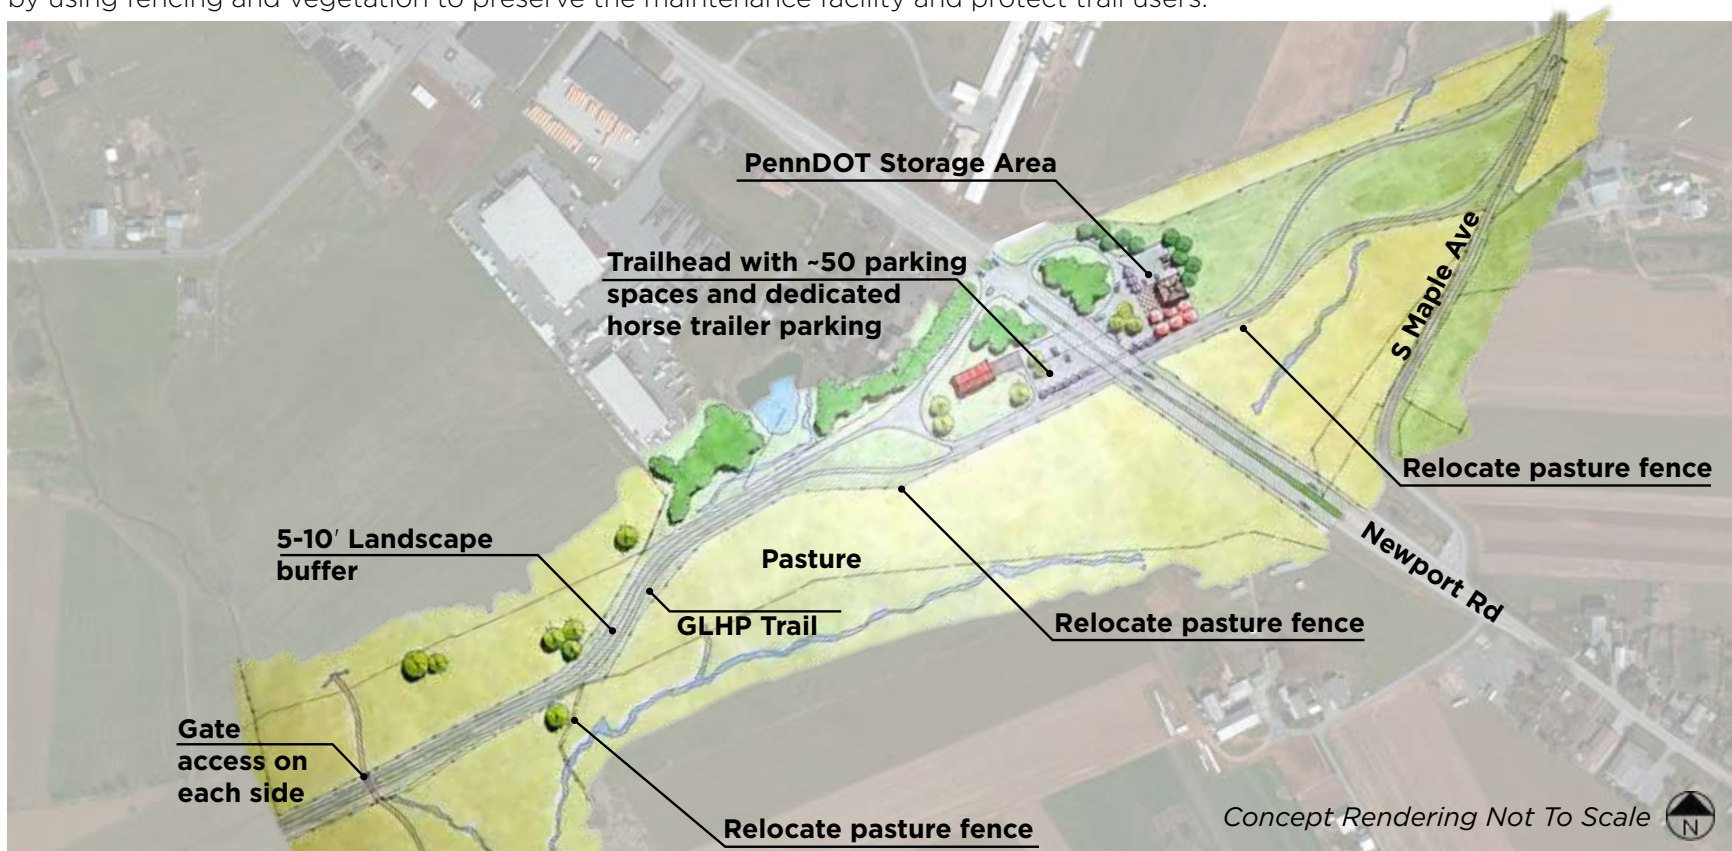 by using fencing and vegetation to preserve the maintenance facility and protect trail users.
PennDOT Storage Area
Trailhead with ~50 parking
spaces and dedicated
horse trailer parking
S Maple Ave
Relocate pasture fence
5-10′ Landscape
buffer
Pasture
Newport Rd
GLHP Trail
Relocate pasture fence
Gate
access on
each side
Relocate pasture fence
Concept Rendering Not To Scale
N